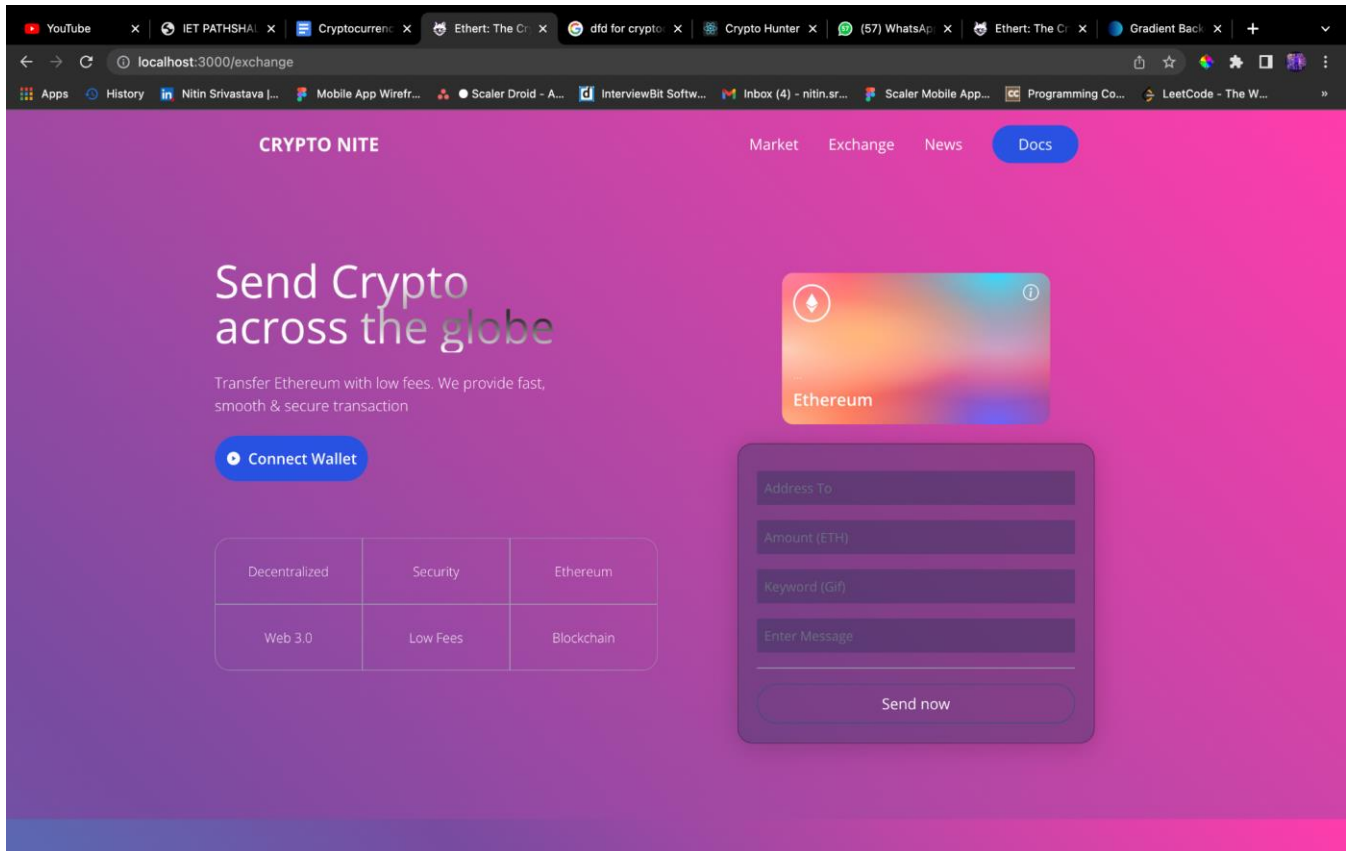 YouTube
IET PATHSHAL
Cryptocurrenc
Ethert: The Cr
dfd for crypto
Crypto Hunter
(57) WhatsAp
Ethert: The Cr
Gradient Back
localhost:3000/exchange
Apps
History
Nitin Srivastava |...
Mobile App Wirefr...
Scaler Droid - A...
InterviewBit Softw...
Inbox (4) - nitin.sr...
Scaler Mobile App...
Programming Co...
LeetCode - The W...
»
CRYPTO NITE
Market Exchange News Docs
Send Crypto
across the globe
Transfer Ethereum with low fees. We provide fast,
smooth & secure transaction
Connect Wallet
Decentralized Security Ethereum
Web 3.0 Low Fees Blockchain
Ethereum
Address To
Amount (ETH)
Keyword (Gif)
Enter Message
Send now